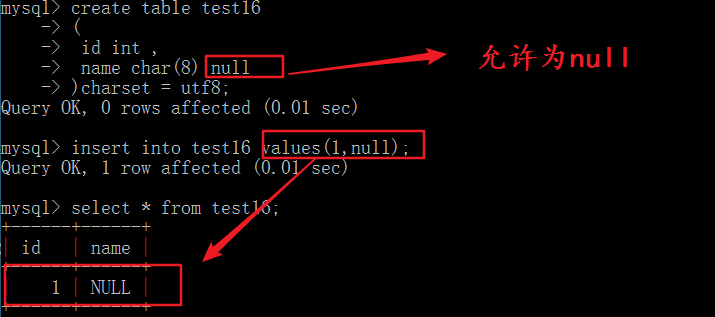 mysql> create table test16
-> (
-> id int ,
-> name char(8) null
-> )charset = utf8;
允许为null
Query OK, 0 rows affected (0.01 sec)
mysql> insert into test16 values(1,null);
Query OK, 1 row affected (0.01 sec)
mysql> select * from test16;
+------+------+
| id | name |
+------+------+
| 1 | NULL |
+------+------+